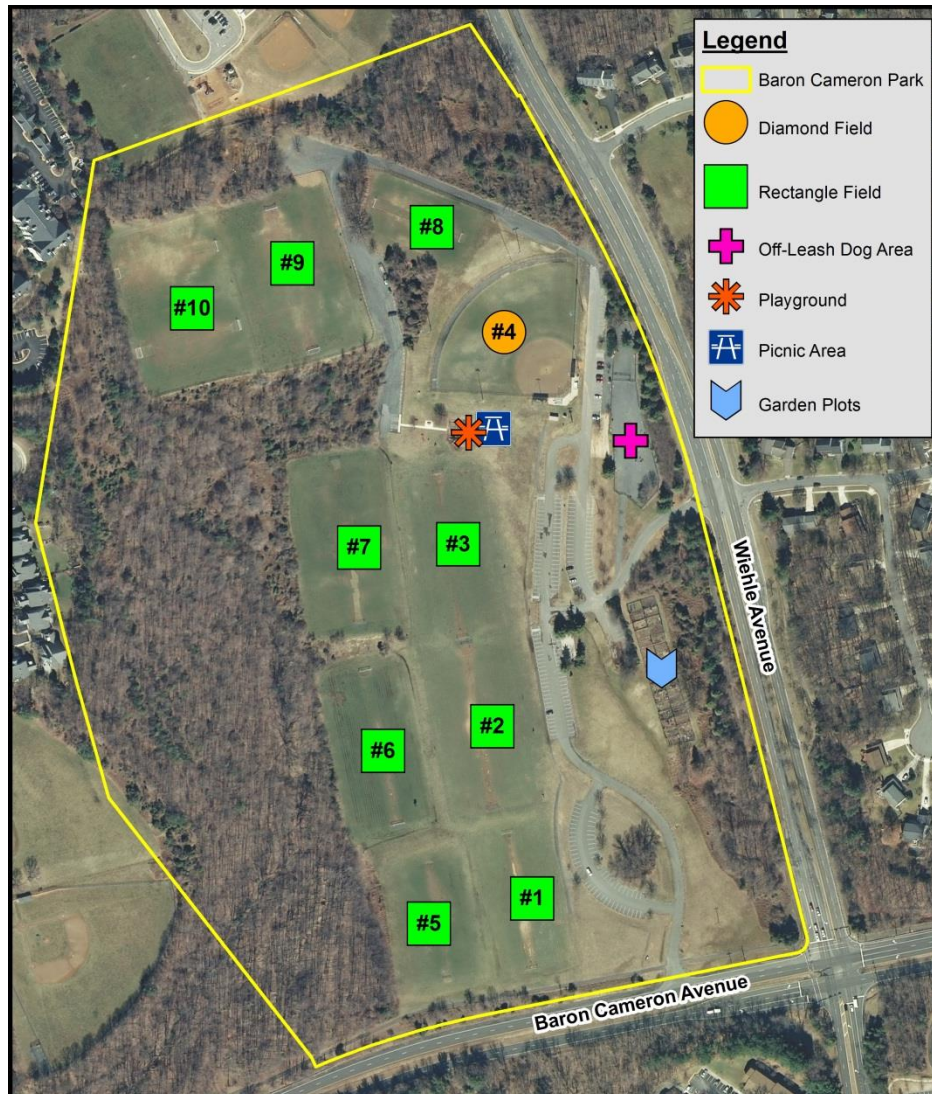 Legend
Baron Cameron Park
Diamond Field
Rectangle Field
Off-Leash Dog Area
Playground
Picnic Area
Garden Plots
#8
#9
#10
#4
#7
#3
#2
#6
#1
#5
Wiehle Avenue
Baron Cameron Avenue